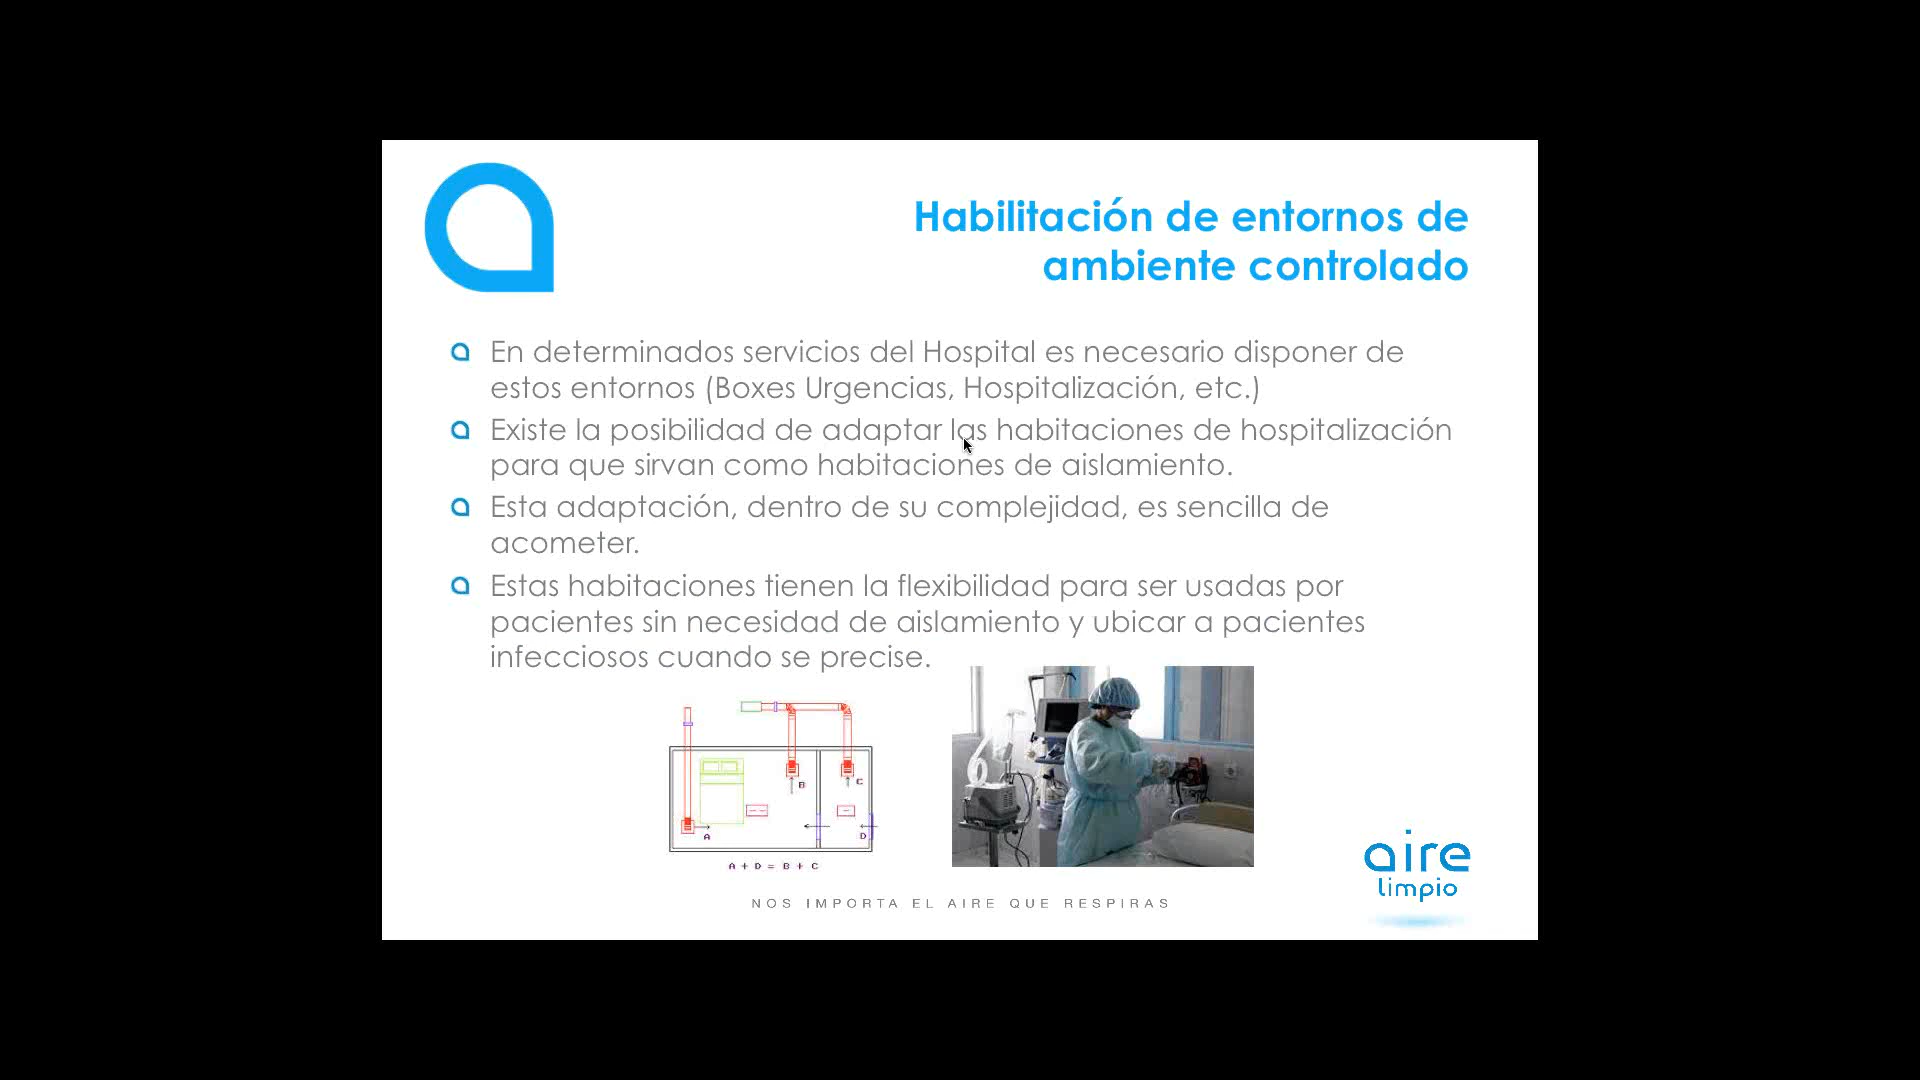 Habilitación de entornos de
ambiente controlado
En determinados servicios del Hospital es necesario disponer de
estos entornos (Boxes Urgencias, Hospitalización, etc.)
Existe la posibilidad de adaptar las habitaciones de hospitalización
para que sirvan como habitaciones de aislamiento.
Esta adaptación, dentro de su complejidad, es sencilla de
acometer.
Estas habitaciones tienen la flexibilidad para ser usadas por
pacientes sin necesidad de aislamiento y ubicar a pacientes
infecciosos cuando se precise.
B
C
A
D
A + D = B + C
aire
limpio
NOS IMPORTA EL AIRE QUE RESPIRAS